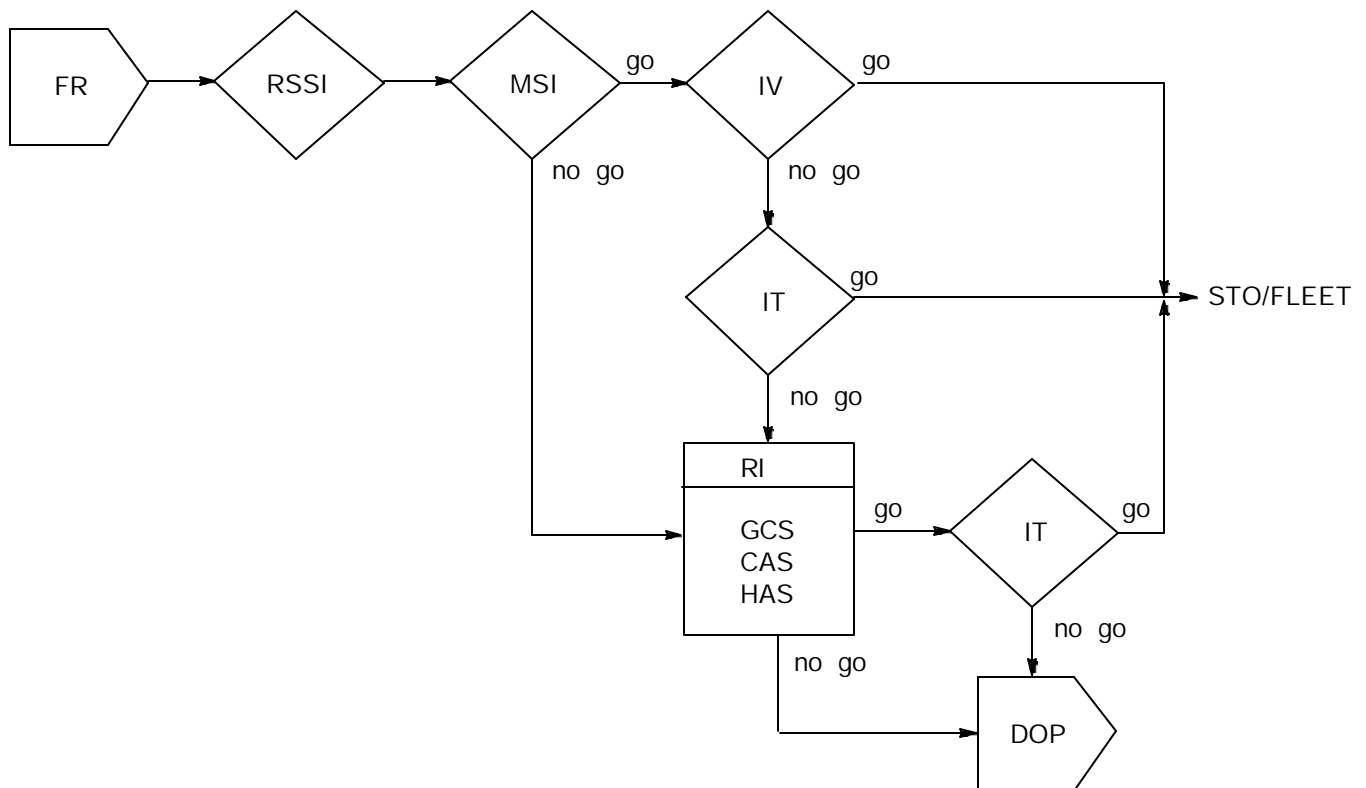 FR
RSSI
MSI
go
IV
go
no go
no go
IT
go
STO/FLEET
no go
RI
GCS
CAS
HAS
go
IT
go
no go
no go
DOP